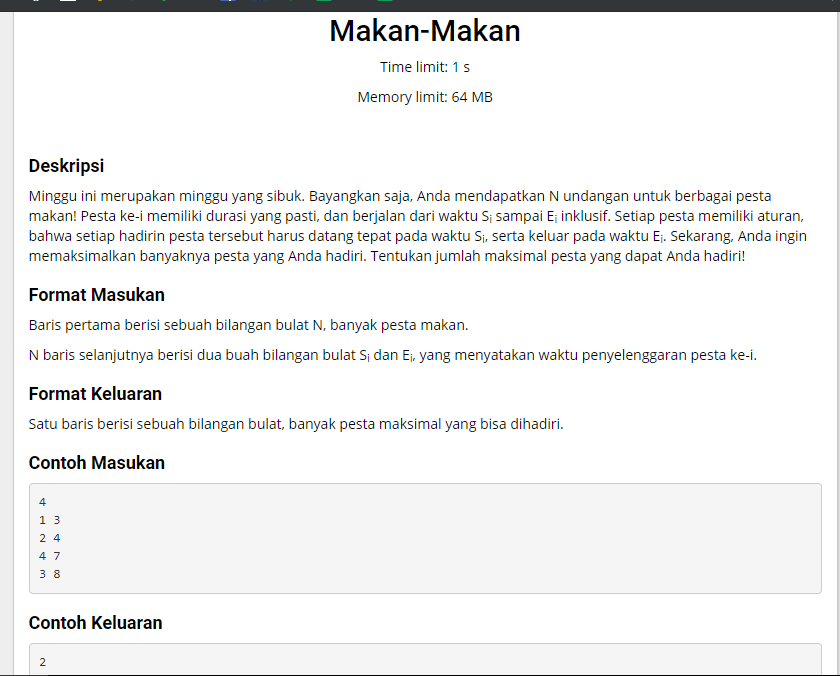 Makan-Makan
Time limit: 1 s
Memory limit: 64 MB
Deskripsi
Minggu ini merupakan minggu yang sibuk. Bayangkan saja, Anda mendapatkan N undangan untuk berbagai pesta
makan! Pesta ke-i memiliki durasi yang pasti, dan berjalan dari waktu Si sampai Ei inklusif. Setiap pesta memiliki aturan,
bahwa setiap hadirin pesta tersebut harus datang tepat pada waktu Si, serta keluar pada waktu Ei. Sekarang, Anda ingin
memaksimalkan banyaknya pesta yang Anda hadiri. Tentukan jumlah maksimal pesta yang dapat Anda hadiri!
Format Masukan
Baris pertama berisi sebuah bilangan bulat N, banyak pesta makan.
N baris selanjutnya berisi dua buah bilangan bulat Si dan Ei, yang menyatakan waktu penyelenggaran pesta ke-i.
Format Keluaran
Satu baris berisi sebuah bilangan bulat, banyak pesta maksimal yang bisa dihadiri.
Contoh Masukan
4
1 3
2 4
4 7
3 8
Contoh Keluaran
2